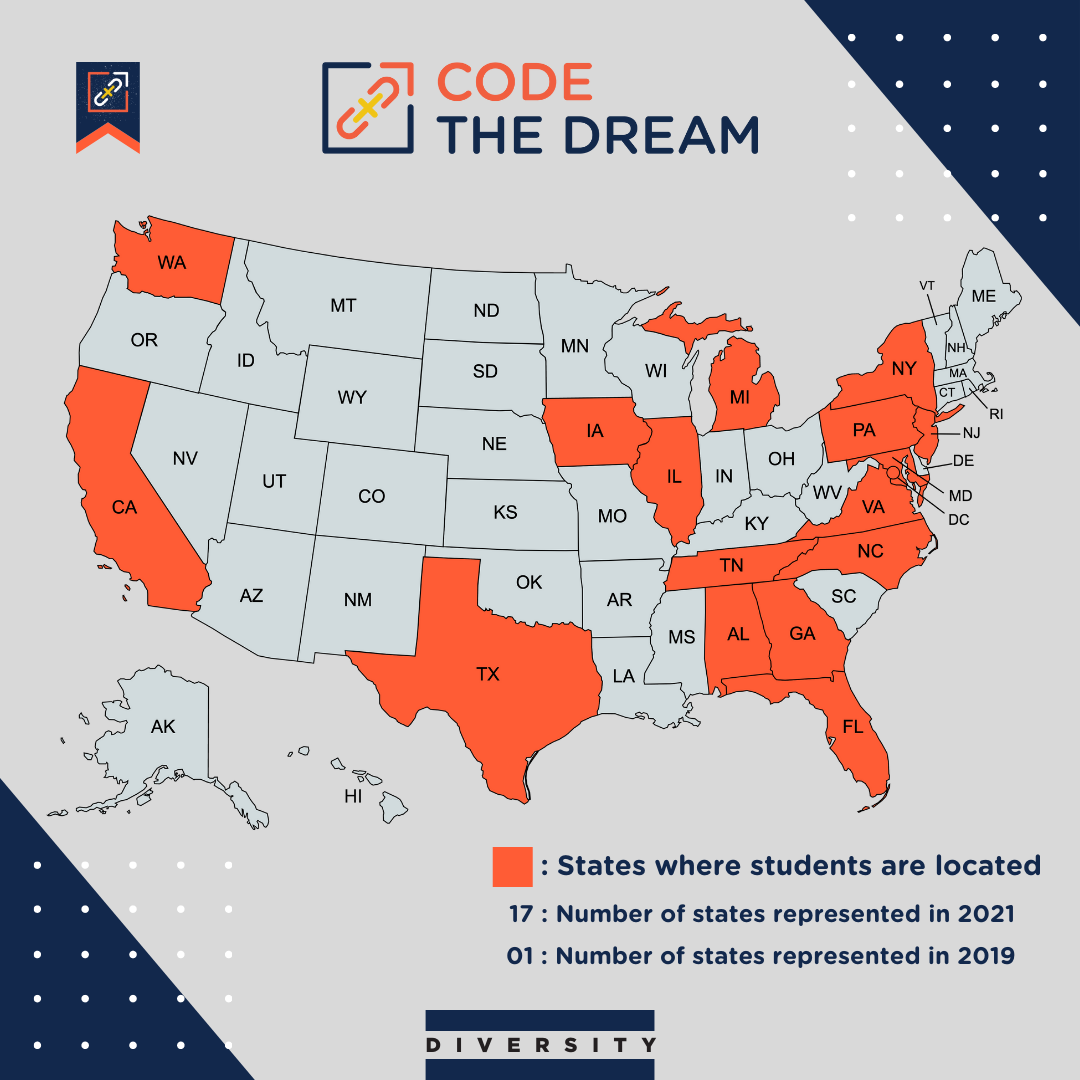 CODE
THE DREAM
WA
MT
ND
MN
VT
ME
OR
ID
SD
WI
NH
NY
MA
WY
MI
CT
RI
NE
IA
PA
NJ
NV
OH
DE
UT
CO
IL
IN
WV
MD
CA
KS
MO
KY
VA
DC
NC
TN
AZ
NM
OK
AR
SC
MS
AL
GA
TX
LA
AK
FL
HI
: States where students are located
17 : Number of states represented in 2021
01 : Number of states represented in 2019
DIVERSITY